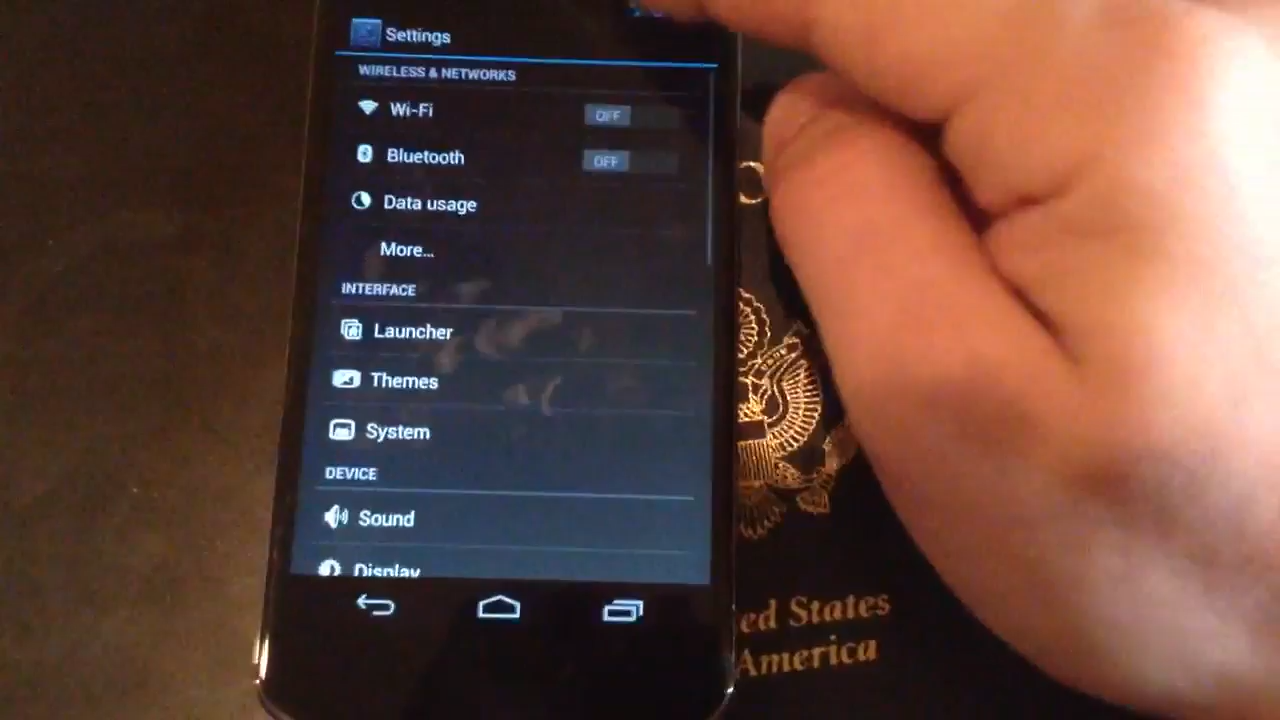 Settings
WIRELESS & NETWORKS
Wi-Fi OFF
Bluetooth OFF
Data usage
More...
INTERFACE
Launcher
Themes
System
DEVICE
Sound
Display
ed States
America